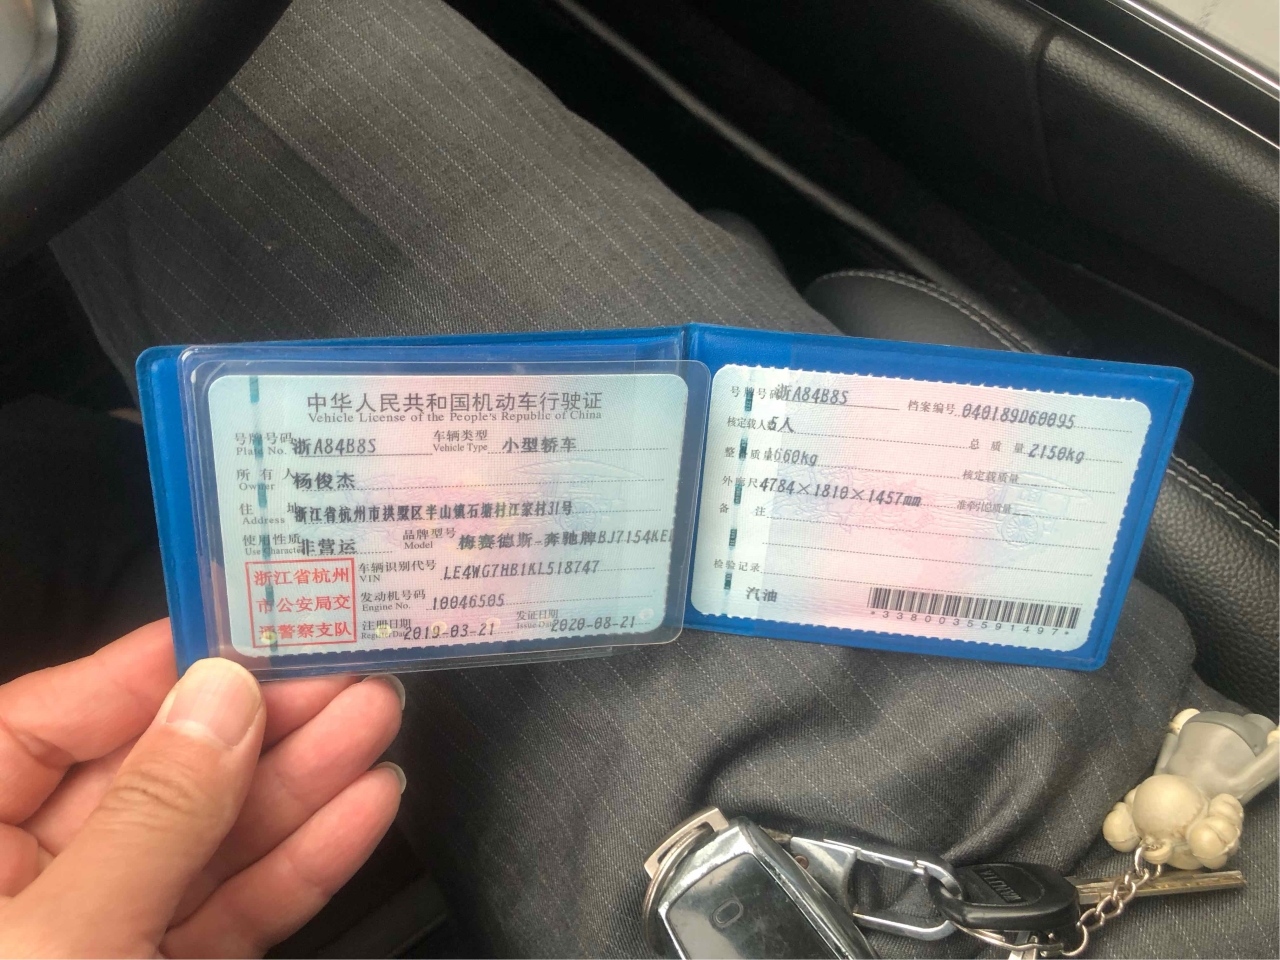 中华人民共和国机动车行驶证
Vehicle License of the People's Republic of China
号牌号码 浙A84B8S 车辆类型 小型轿车
Plate No. Vehicle Type
所有人 杨俊杰
Owner
住 址 浙江省杭州市拱墅区半山镇石塘村江家村31号
Address
使用性质 非营运 品牌型号 梅赛德斯-奔驰牌BJ7154KE
Use Character Model
浙江省杭州
市公安局交
通警察支队
车辆识别代号 LE4WG7HB1KL518747
VIN
发动机号码 10046505
Engine No.
注册日期 2019-03-21 发证日期 2020-08-21
Register Date Issue Date
号牌号码 浙A84B8S 档案编号 040189060095
核定载人数 5人 总质量 2150kg
整备质量 1660kg 核定载质量
外廓尺寸 4784×1810×1457mm 准牵引总质量
备 注
检验记录
汽油
*3380035591497*